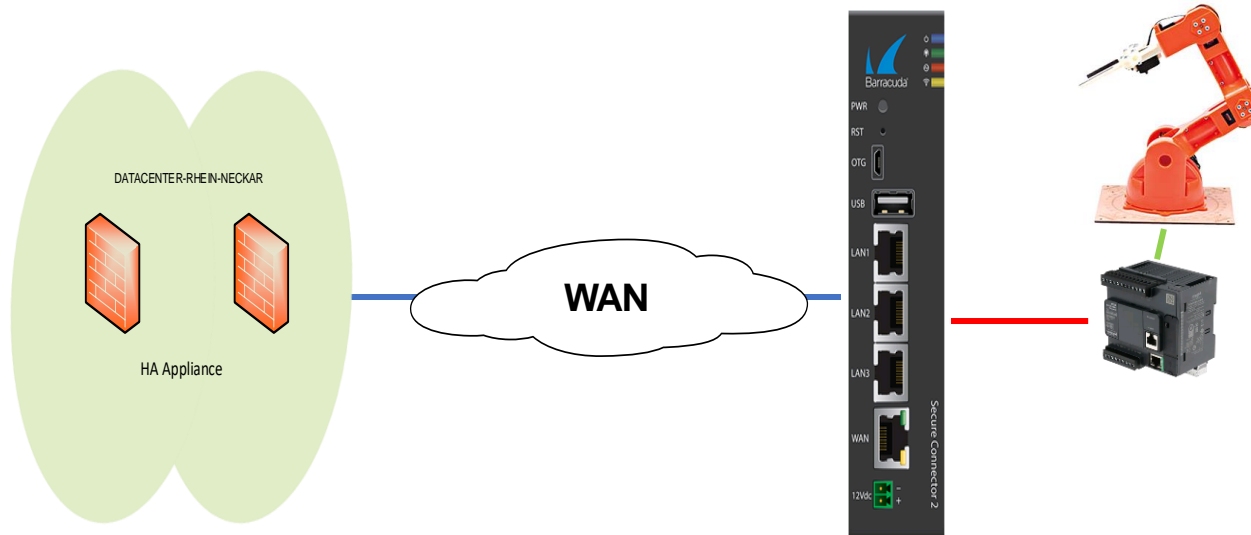 DATACENTER-RHEIN-NECKAR
HA Appliance
WAN
Barracuda
PWR
RST
OTG
USB
LAN1
LAN2
LAN3
WAN
12Vdc
- +
Secure Connector 2